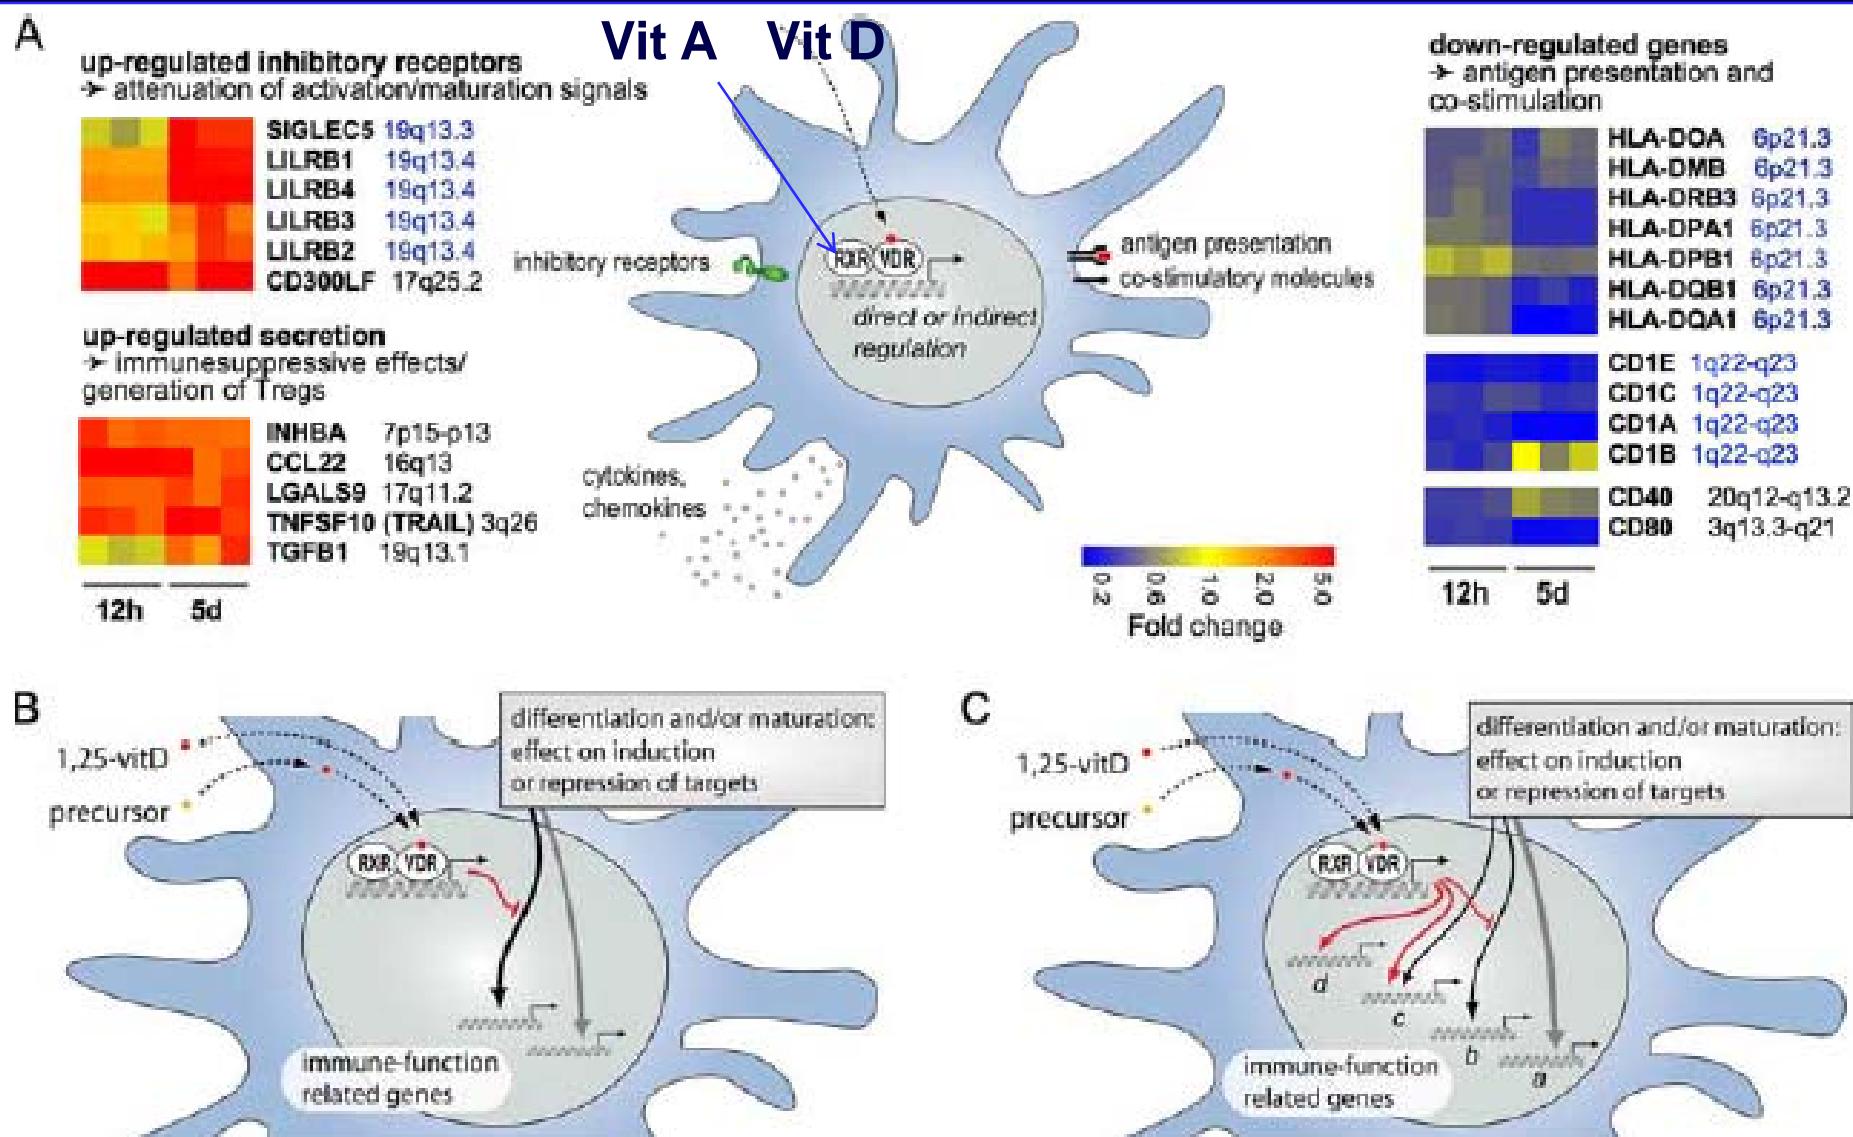 A
Vit A Vit D
up-regulated inhibitory receptors
➔ attenuation of activation/maturation signals
SIGLEC5 19q13.3
LILRB1 19q13.4
LILRB4 19q13.4
LILRB3 19q13.4
LILRB2 19q13.4
CD300LF 17q25.2
up-regulated secretion
➔ immunesuppressive effects/
generation of Tregs
INHBA 7p15-p13
CCL22 16q13
LGALS9 17q11.2
TNFSF10 (TRAIL) 3q26
TGFB1 19q13.1
12h 5d
inhibitory receptors
RXR VDR
direct or indirect
regulation
antigen presentation
co-stimulatory molecules
cytokines,
chemokines
0.2 0.6 1.0 2.0 5.0
Fold change
down-regulated genes
➔ antigen presentation and
co-stimulation
HLA-DOA 6p21.3
HLA-DMB 6p21.3
HLA-DRB3 6p21.3
HLA-DPA1 6p21.3
HLA-DPB1 6p21.3
HLA-DQB1 6p21.3
HLA-DQA1 6p21.3
CD1E 1q22-q23
CD1C 1q22-q23
CD1A 1q22-q23
CD1B 1q22-q23
CD40 20q12-q13.2
CD80 3q13.3-q21
12h 5d
B
differentiation and/or maturation:
effect on induction
or repression of targets
1,25-vitD
precursor
RXR VDR
immune-function
related genes
C
differentiation and/or maturation:
effect on induction
or repression of targets
1,25-vitD
precursor
RXR VDR
d
c
b
a
immune-function
related genes